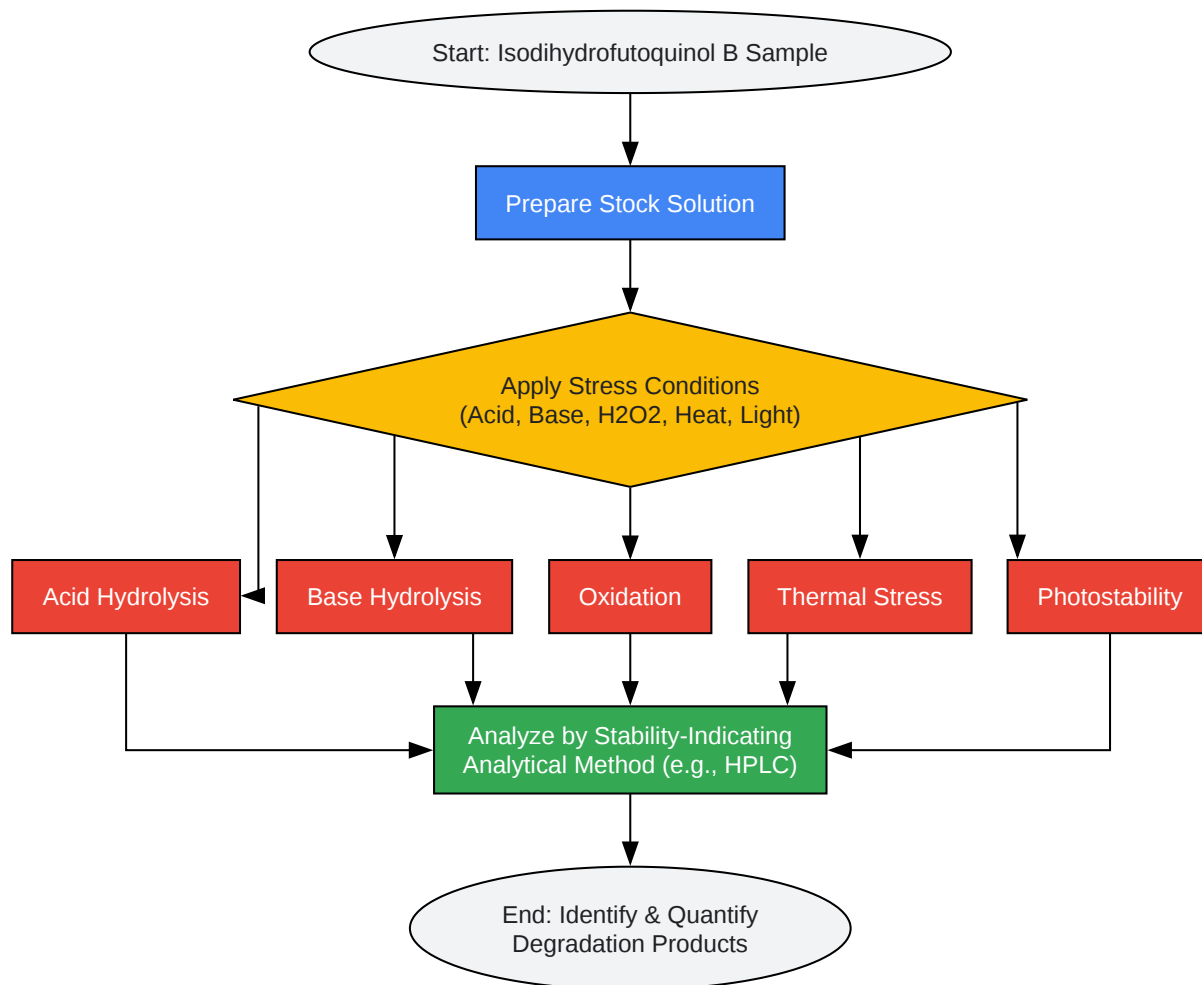 Start: Isodihydrofutoquinol B Sample
Prepare Stock Solution
Apply Stress Conditions
(Acid, Base, H2O2, Heat, Light)
Acid Hydrolysis
Base Hydrolysis
Oxidation
Thermal Stress
Photostability
Analyze by Stability-Indicating
Analytical Method (e.g., HPLC)
End: Identify & Quantify
Degradation Products